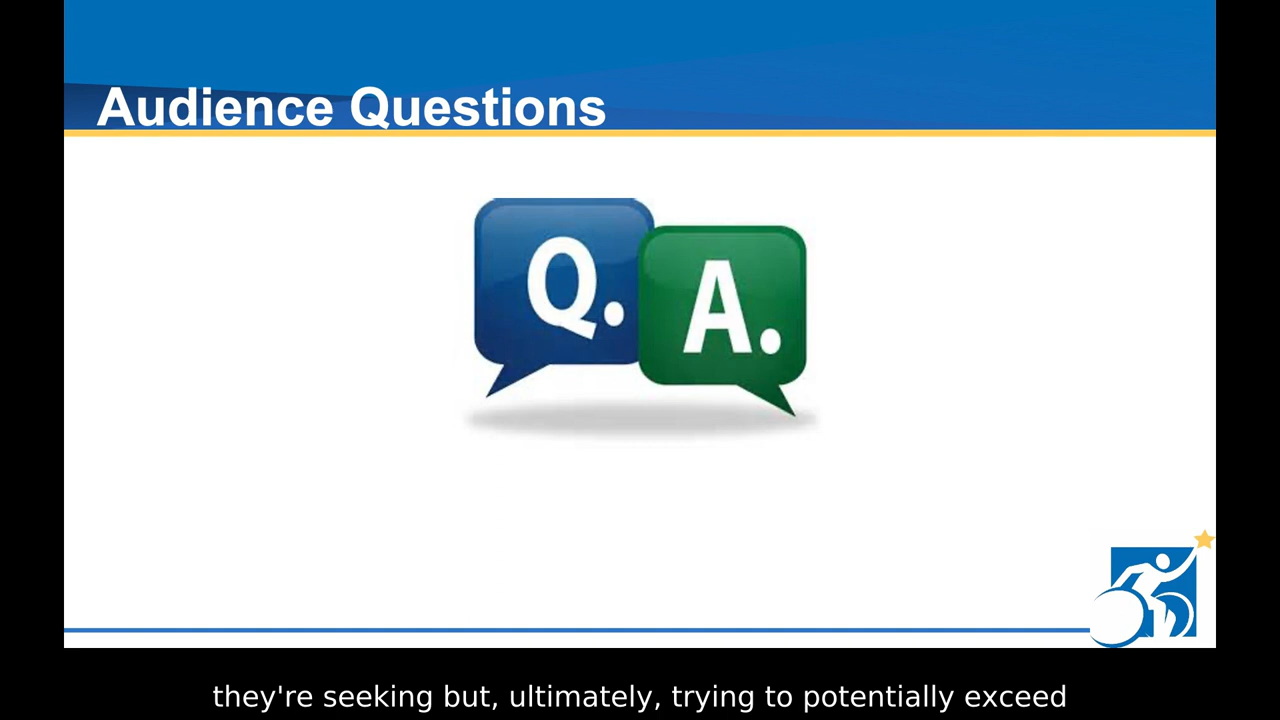 Audience Questions
Q.
A.
they're seeking but, ultimately, trying to potentially exceed